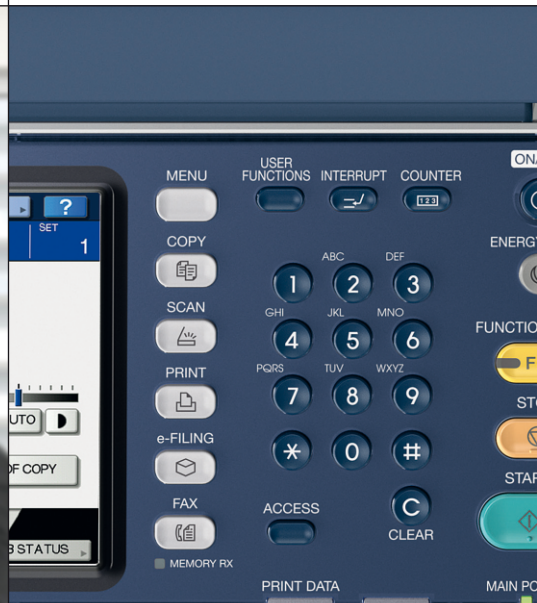 ?
SET
1
UTO
OF COPY
STATUS
MENU
USER
FUNCTIONS
INTERRUPT
COUNTER
123
COPY
SCAN
PRINT
e-FILING
FAX
MEMORY RX
ABC
DEF
1
2
3
GHI
JKL
MNO
4
5
6
PQRS
TUV
WXYZ
7
8
9
*
0
#
ACCESS
C
CLEAR
PRINT DATA
ON/
ENERGY
FUNCTIO
F
STO
STAR
MAIN PO